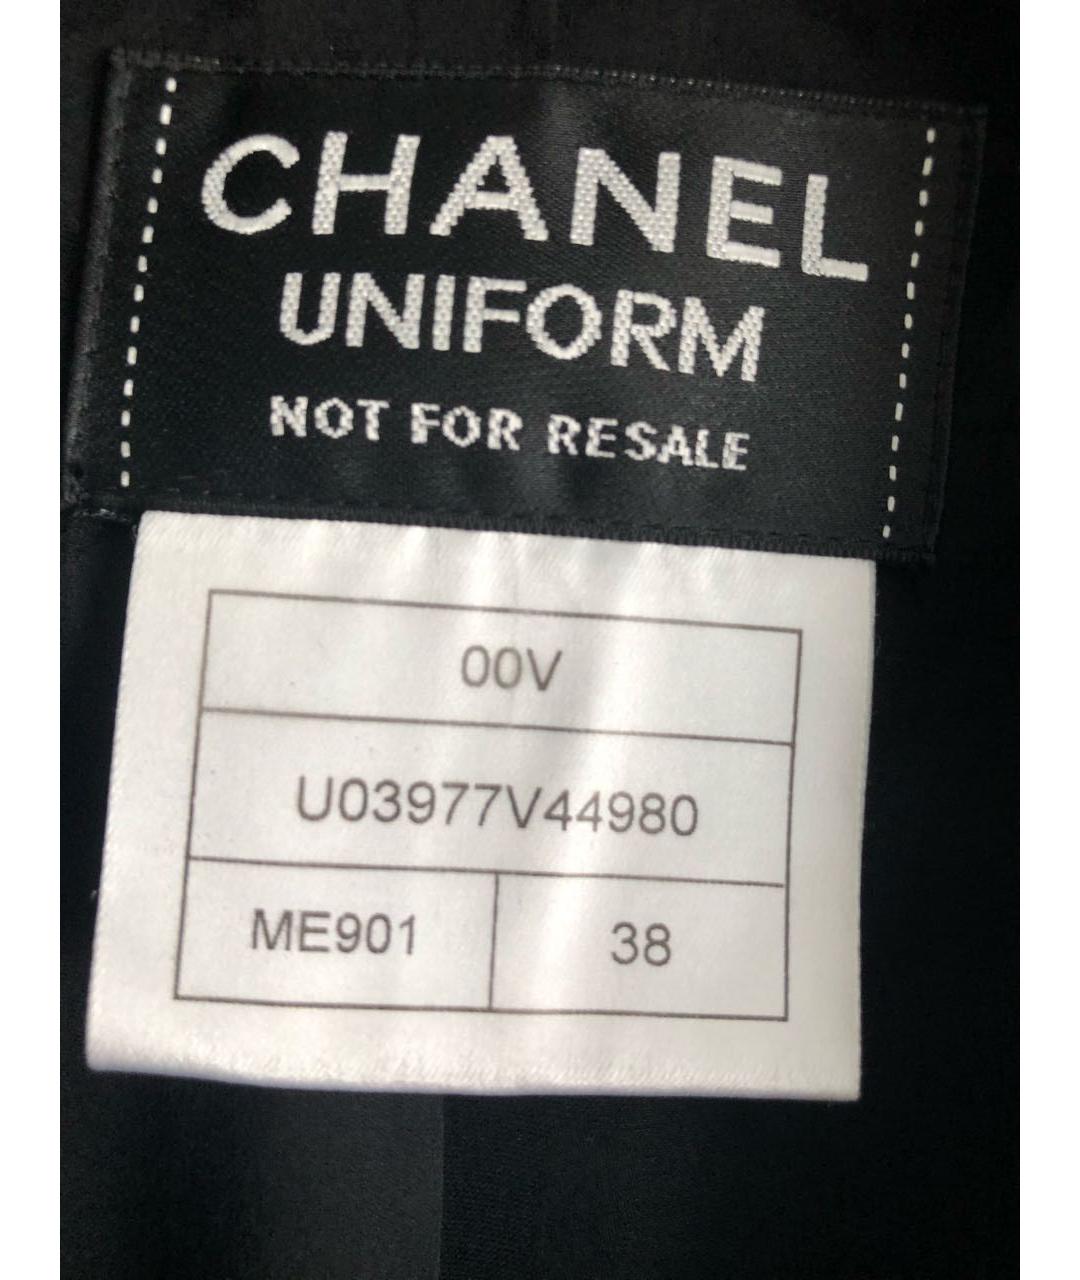 CHANEL
UNIFORM
NOT FOR RESALE
00V
U03977V44980
ME901 38